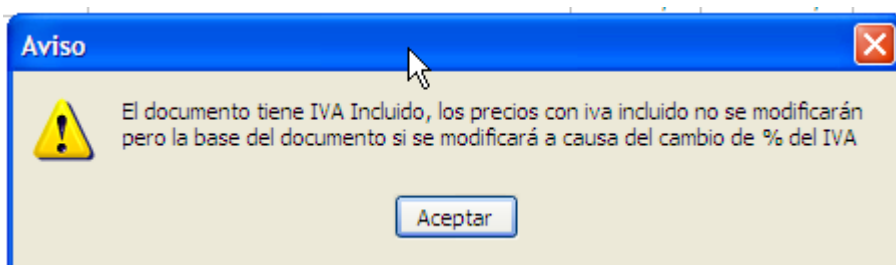 Aviso
El documento tiene IVA Incluido, los precios con iva incluido no se modificarán
pero la base del documento si se modificará a causa del cambio de % del IVA
Aceptar